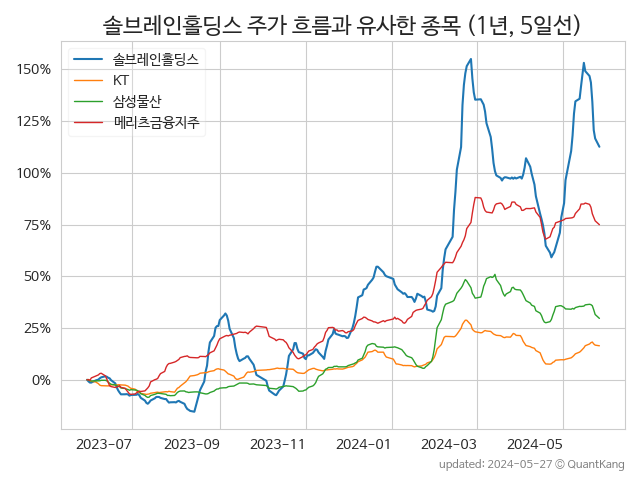 솔브레인홀딩스 주가 흐름과 유사한 종목 (1년, 5일선)
솔브레인홀딩스
KT
삼성물산
메리츠금융지주
150%
125%
100%
75%
50%
25%
0%
2023-07 2023-09 2023-11 2024-01 2024-03 2024-05
updated: 2024-05-27 © QuantKang